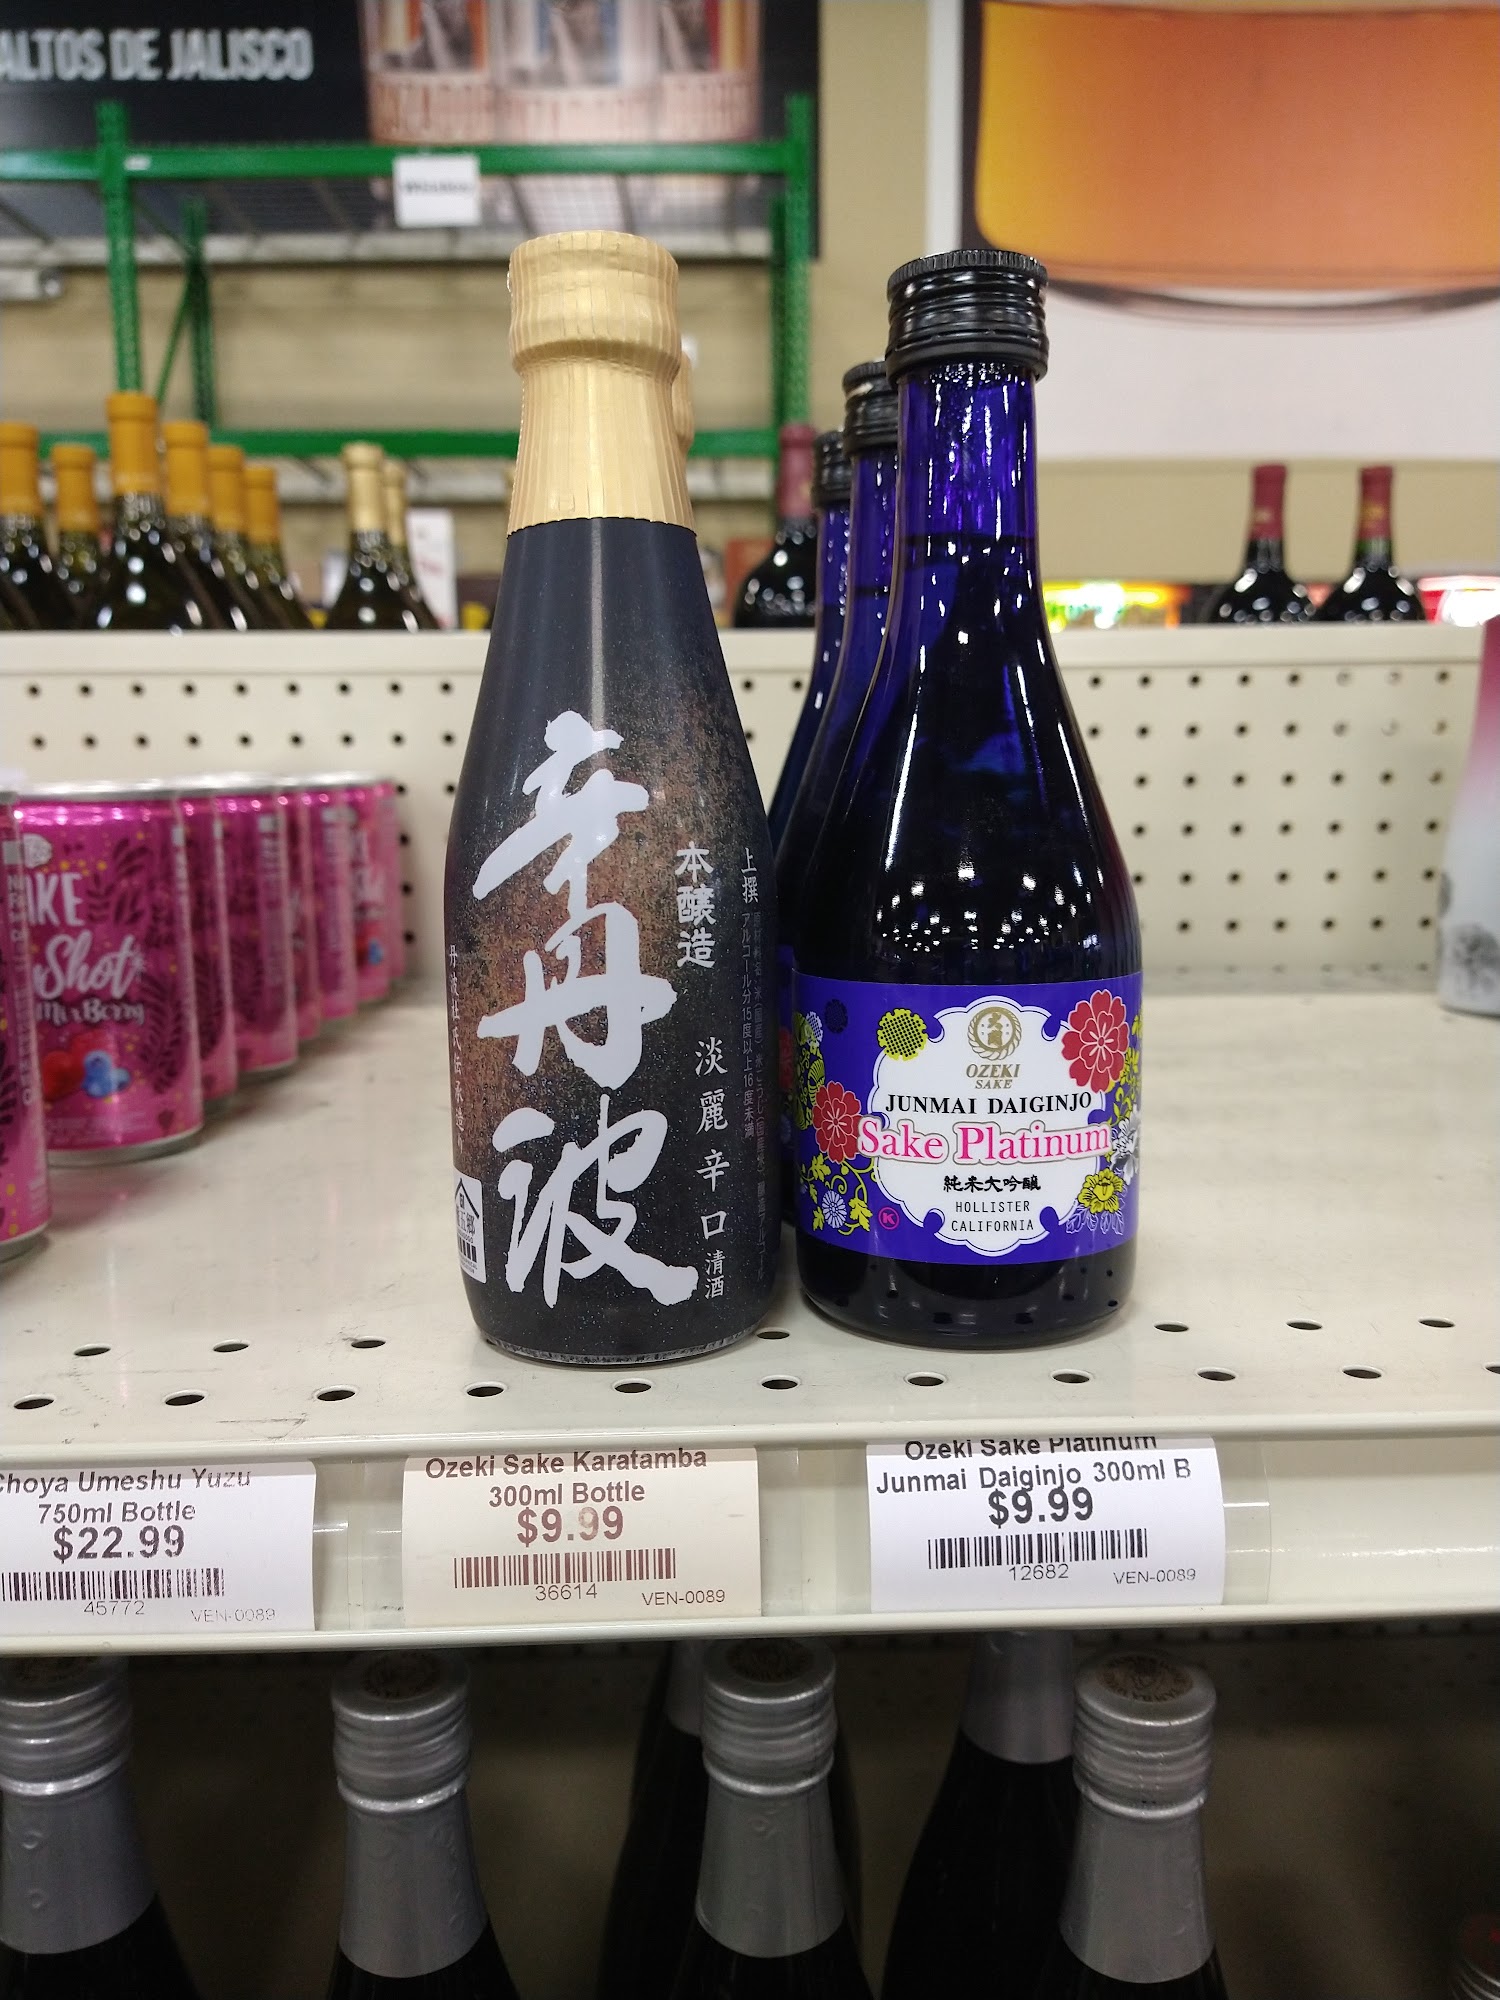 ALTOS DE JALISCO
辛丹波
本醸造
上撰
淡麗辛口
清酒
アルコール分15度以上16度未満
OZEKI
SAKE
JUNMAI DAIGINJO
Sake Platinum
純米大吟醸
HOLLISTER
CALIFORNIA
K
Shot
Choya Umeshu Yuzu
750ml Bottle
$22.99
45772
VEN-0089
Ozeki Sake Karatamba
300ml Bottle
$9.99
36614
VEN-0089
Ozeki Sake Platinum
Junmai Daiginjo 300ml B
$9.99
12682
VEN-0089